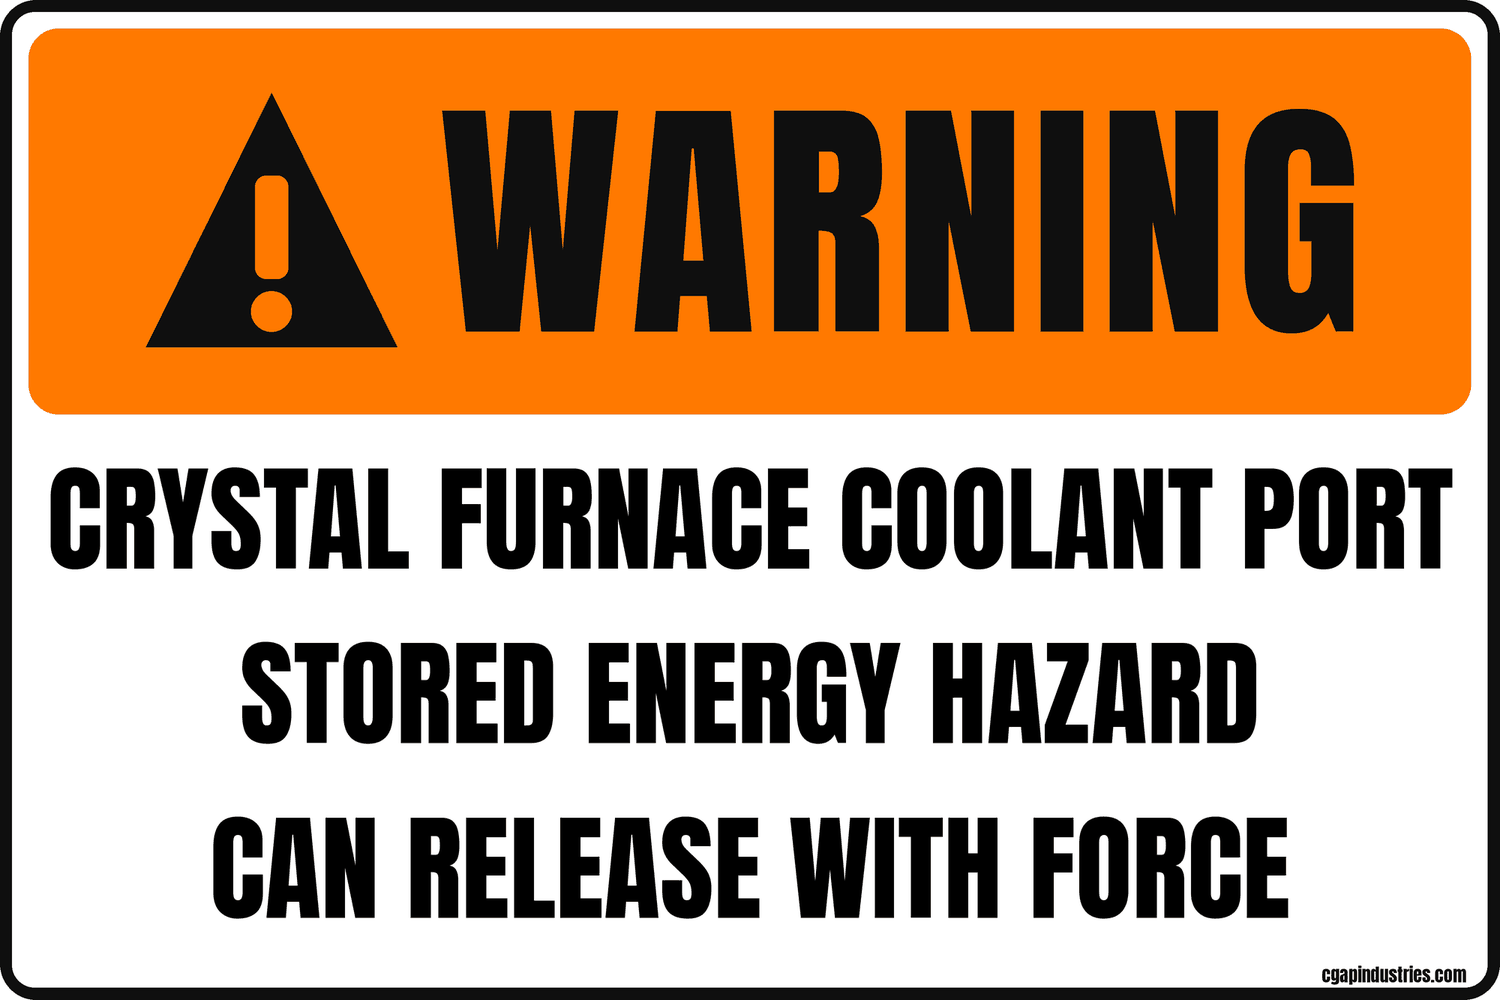 WARNING
CRYSTAL FURNACE COOLANT PORT
STORED ENERGY HAZARD
CAN RELEASE WITH FORCE
cgapindustries.com